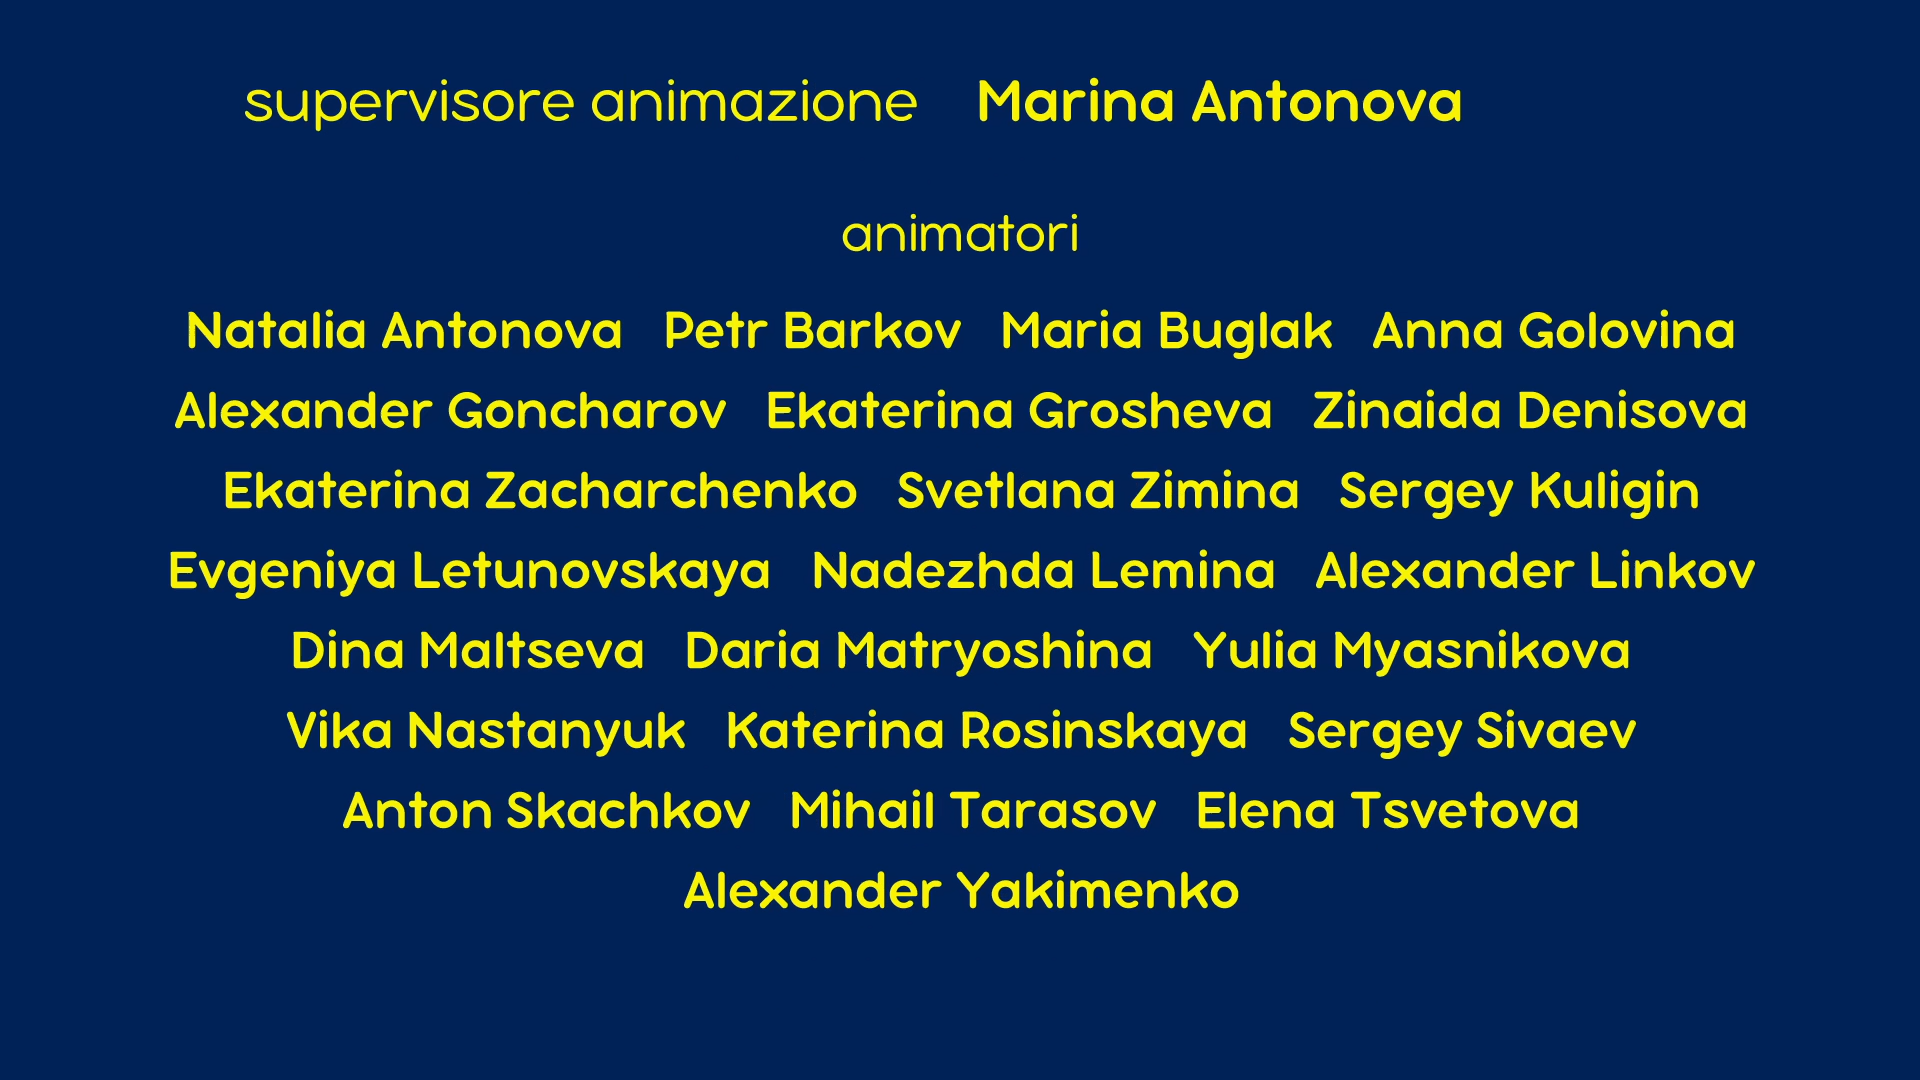 supervisore animazione Marina Antonova
animatori
Natalia Antonova Petr Barkov Maria Buglak Anna Golovina
Alexander Goncharov Ekaterina Grosheva Zinaida Denisova
Ekaterina Zacharchenko Svetlana Zimina Sergey Kuligin
Evgeniya Letunovskaya Nadezhda Lemina Alexander Linkov
Dina Maltseva Daria Matryoshina Yulia Myasnikova
Vika Nastanyuk Katerina Rosinskaya Sergey Sivaev
Anton Skachkov Mihail Tarasov Elena Tsvetova
Alexander Yakimenko